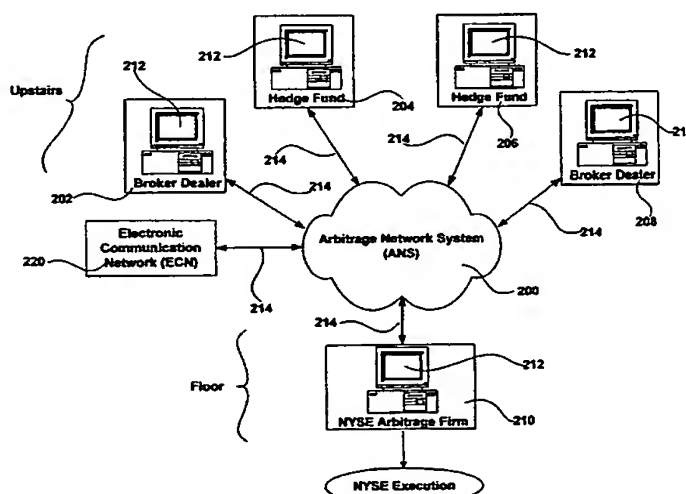 212
212
212
Upstairs
Hedge Fund
204
Hedge Fund
206
21
214
214
Broker Dealer
202
214
Broker Dealer
208
Electronic
Communication
Network (ECN)
220
214
Arbitrage Network System
(ANS)
214
200
214
Floor
212
NYSE Arbitrage Firm
210
NYSE Execution